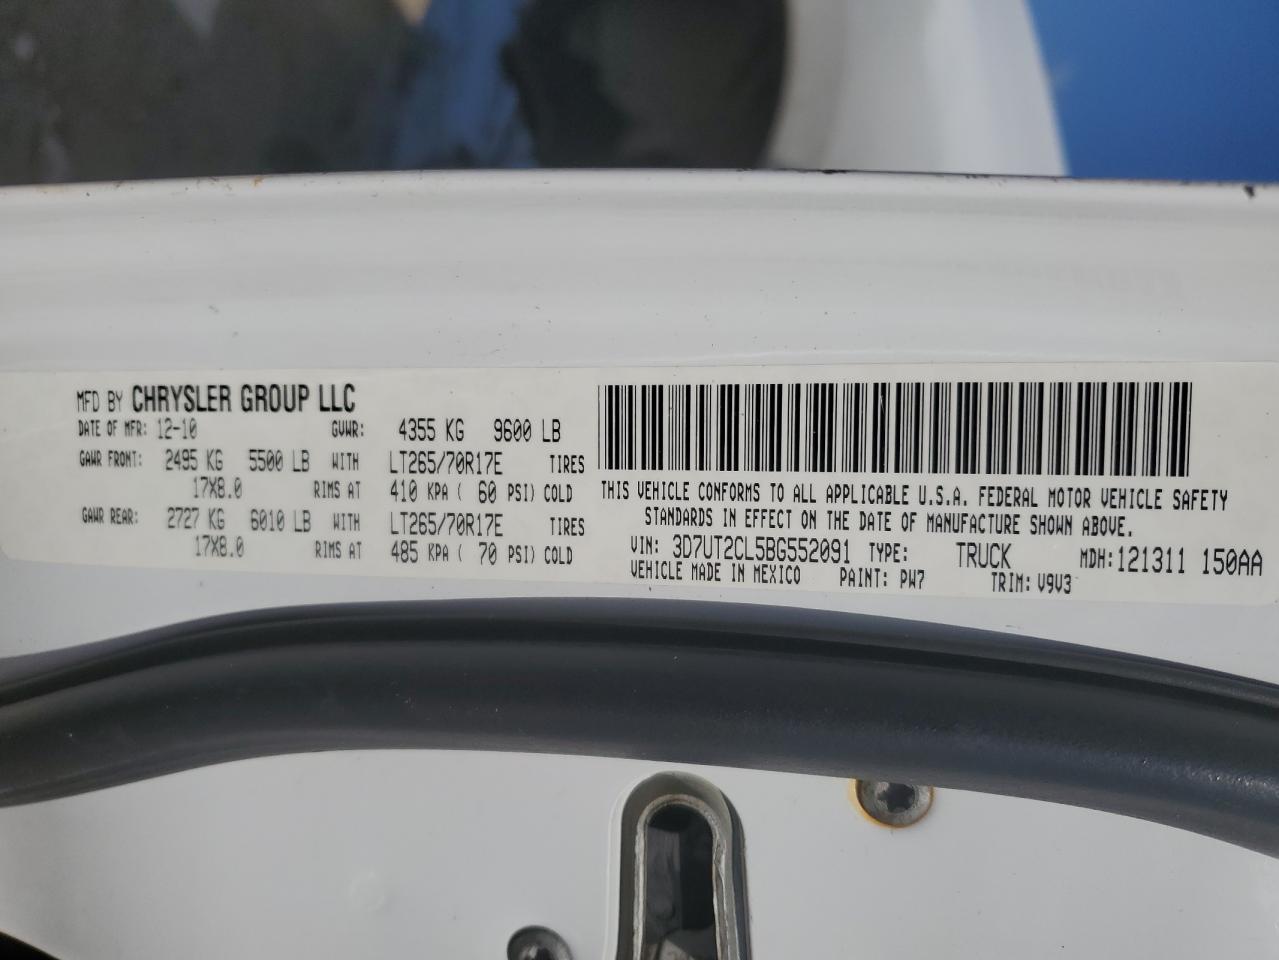 MFD BY CHRYSLER GROUP LLC
DATE OF MFR: 12-10 GVWR: 4355 KG 9600 LB
GAWR FRONT: 2495 KG 5500 LB WITH LT265/70R17E TIRES
17X8.0 RIMS AT 410 KPA ( 60 PSI) COLD
GAWR REAR: 2727 KG 6010 LB WITH LT265/70R17E TIRES
17X8.0 RIMS AT 485 KPA ( 70 PSI) COLD
THIS VEHICLE CONFORMS TO ALL APPLICABLE U.S.A. FEDERAL MOTOR VEHICLE SAFETY
STANDARDS IN EFFECT ON THE DATE OF MANUFACTURE SHOWN ABOVE.
VIN: 3D7UT2CL5BG552091 TYPE: TRUCK MDH: 121311 150AA
VEHICLE MADE IN MEXICO PAINT: PW7 TRIM: V9V3